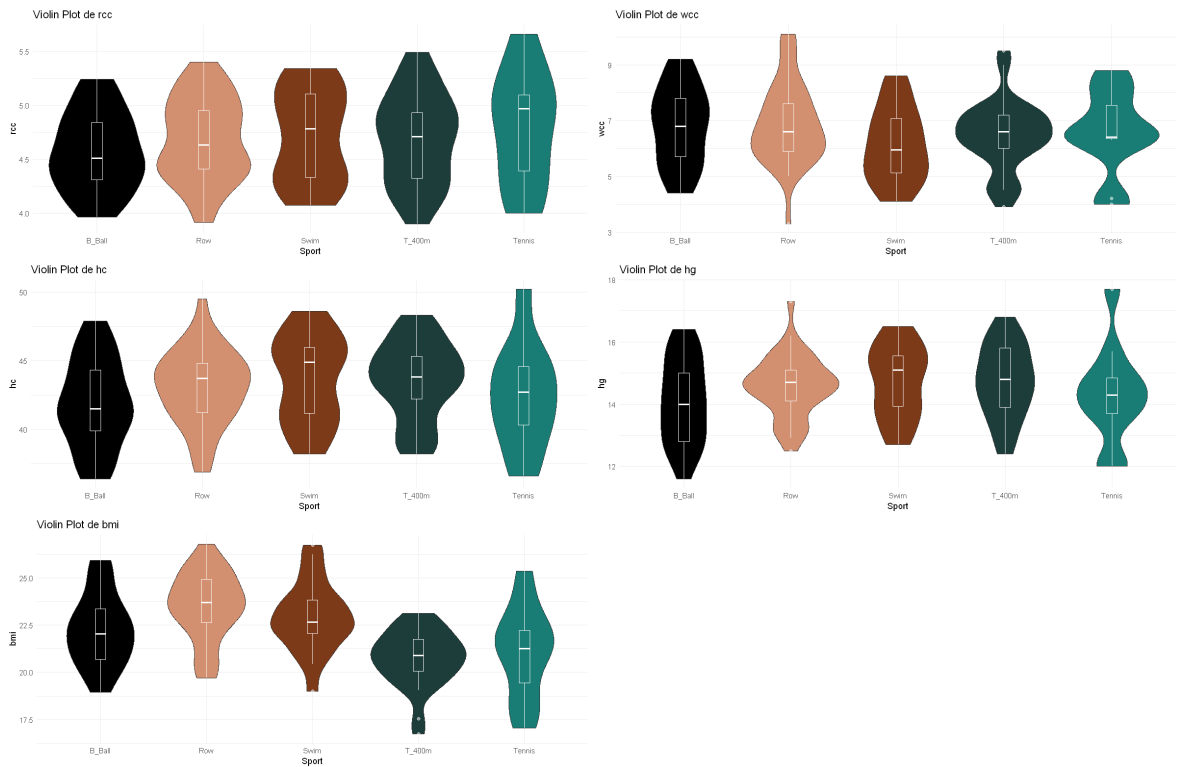 Violin Plot de rcc
5.5
5.0
4.5
4.0
rcc
B_Ball Row Swim T_400m Tennis
Sport
Violin Plot de wcc
9
7
5
3
wcc
B_Ball Row Swim T_400m Tennis
Sport
Violin Plot de hc
50
45
40
hc
B_Ball Row Swim T_400m Tennis
Sport
Violin Plot de hg
18
16
14
12
hg
B_Ball Row Swim T_400m Tennis
Sport
Violin Plot de bmi
25.0
22.5
20.0
17.5
bmi
B_Ball Row Swim T_400m Tennis
Sport